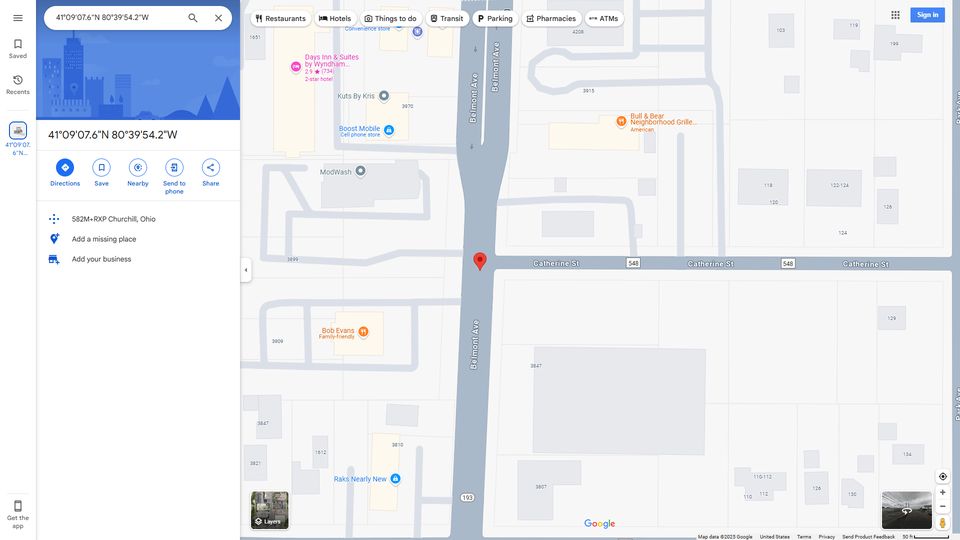 41°09'07.6"N 80°39'54.2"W
Restaurants
Hotels
Things to do
Transit
Parking
Pharmacies
ATMs
Sign in
Saved
Recents
41°09'07.
6"N...
41°09'07.6"N 80°39'54.2"W
Directions
Save
Nearby
Send to
phone
Share
582M+RXP Churchill, Ohio
Add a missing place
Add your business
Get the
app
1651
Convenience store
Days Inn & Suites
by Wyndham...
2.9 ★ (734)
2-star hotel
Kuts By Kris
3970
Boost Mobile
Cell phone store
ModWash
3899
Belmont Ave
Belmont Ave
4208
3915
Bull & Bear
Neighborhood Grille...
American
103
119
199
118
120
122-124
126
124
Catherine St
548
Catherine St
548
Catherine St
Bob Evans
Family-friendly
3909
Belmont Ave
3847
129
Park Ave
3847
3821
1612
3810
Raks Nearly New
193
3807
110-112
110
112
126
130
134
Layers
Google
Map data ©2025 Google
United States
Terms
Privacy
Send Product Feedback
50 ft